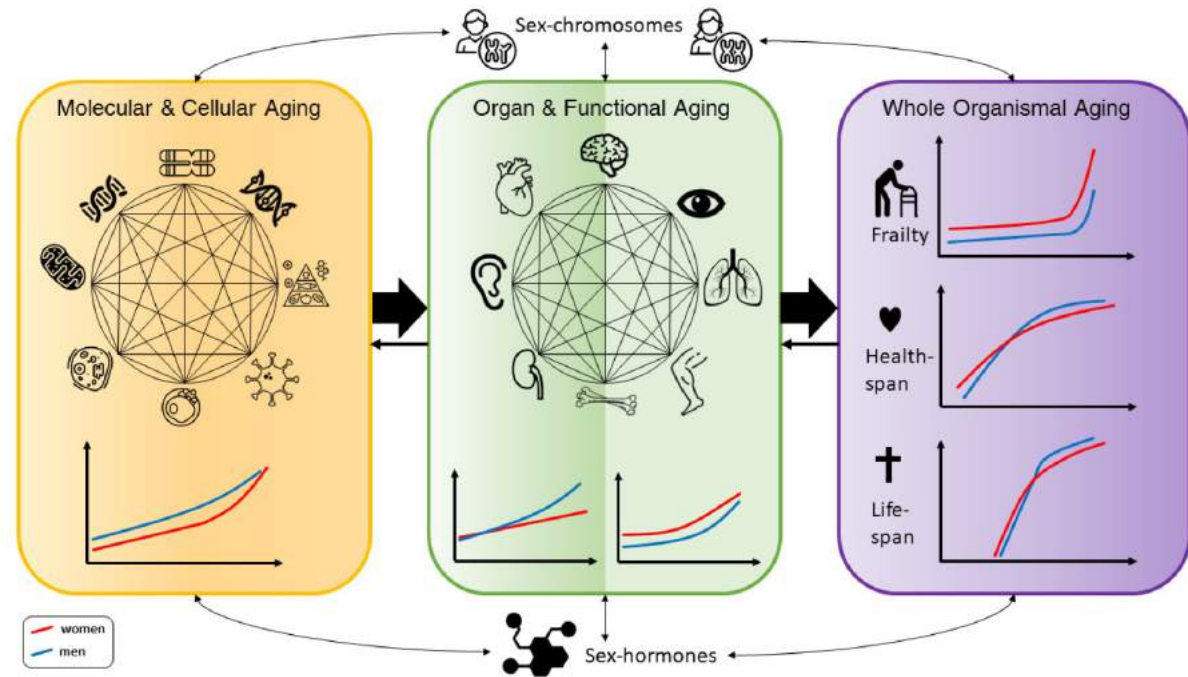 Sex-chromosomes
Molecular & Cellular Aging
Organ & Functional Aging
Whole Organismal Aging
Frailty
Health-
span
Life-
span
women
men
Sex-hormones